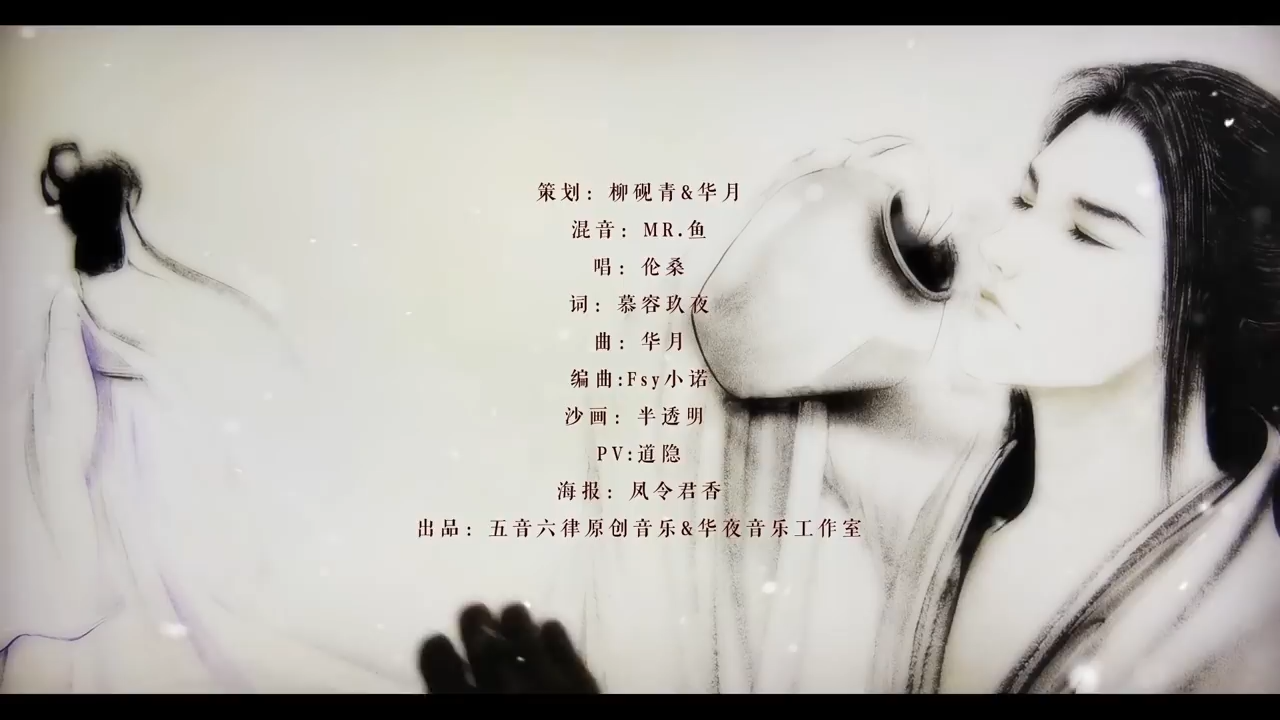 策划：柳砚青&华月
混音：MR.鱼
唱：伦桑
词：慕容玖夜
曲：华月
编曲:Fsy小诺
沙画：半透明
PV:道隐
海报：凤令君香
出品：五音六律原创音乐&华夜音乐工作室